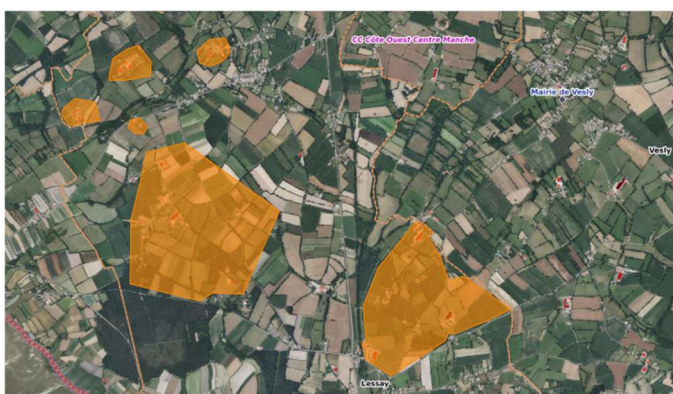 CC Côte Ouest Centre Manche
Mairie de Vesly
Vesly
Lessay